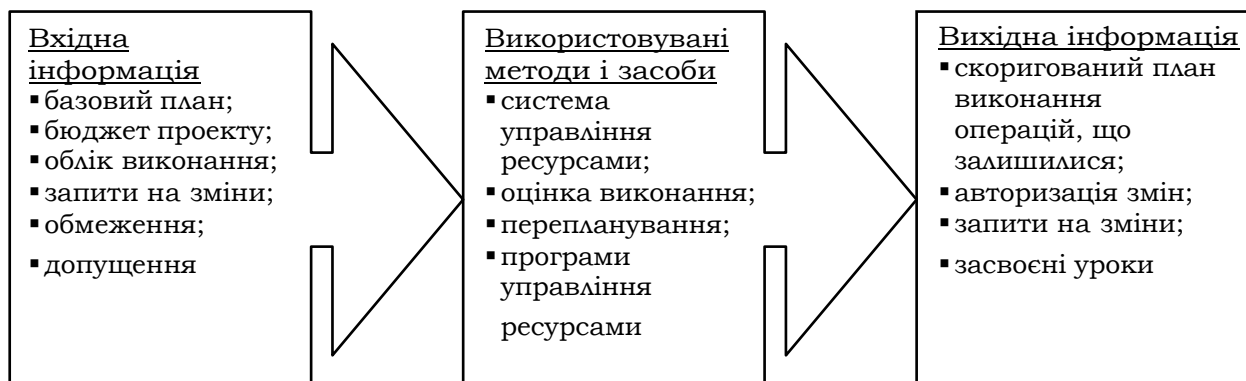 Вхідна
інформація
▪ базовий план;
▪ бюджет проекту;
▪ облік виконання;
▪ запити на зміни;
▪ обмеження;
▪ допущення
Використовувані
методи і засоби
▪ система
управління
ресурсами;
▪ оцінка виконання;
▪ перепланування;
▪ програми
управління
ресурсами
Вихідна інформація
▪ скоригований план
виконання
операцій, що
залишилися;
▪ авторизація змін;
▪ запити на зміни;
▪ засвоєні уроки